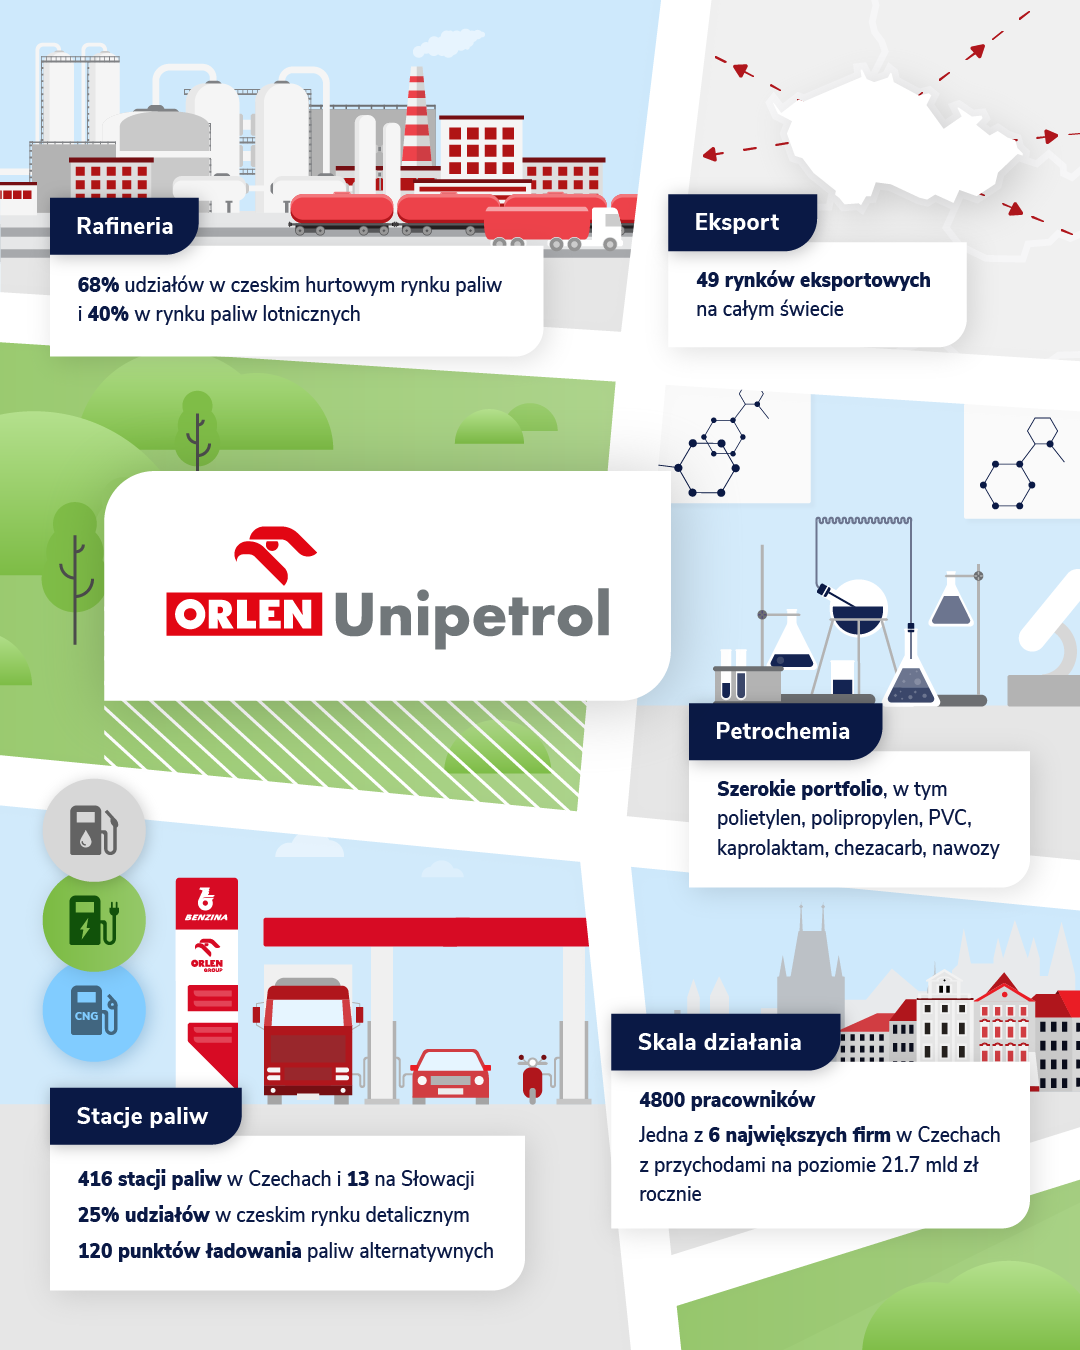 Rafineria
68% udziałów w czeskim hurtowym rynku paliw
i 40% w rynku paliw lotnicznych
Eksport
49 rynków eksportowych
na całym świecie
ORLEN Unipetrol
Petrochemia
Szerokie portfolio, w tym
polietylen, polipropylen, PVC,
kaprolaktam, chezacarb, nawozy
CNG
BENZINA
ORLEN
GROUP
Stacje paliw
416 stacji paliw w Czechach i 13 na Słowacji
25% udziałów w czeskim rynku detalicznym
120 punktów ładowania paliw alternatywnych
Skala działania
4800 pracowników
Jedna z 6 największych firm w Czechach
z przychodami na poziomie 21.7 mld zł
rocznie